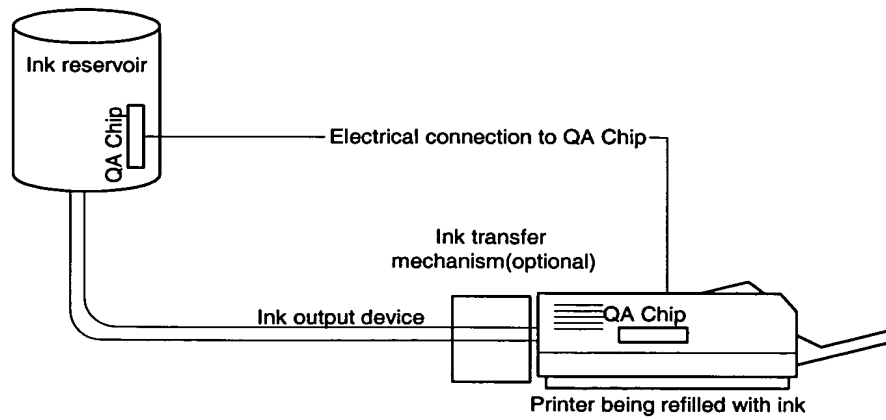 Ink reservoir
QA Chip
Electrical connection to QA Chip
Ink transfer
mechanism(optional)
Ink output device
QA Chip
Printer being refilled with ink